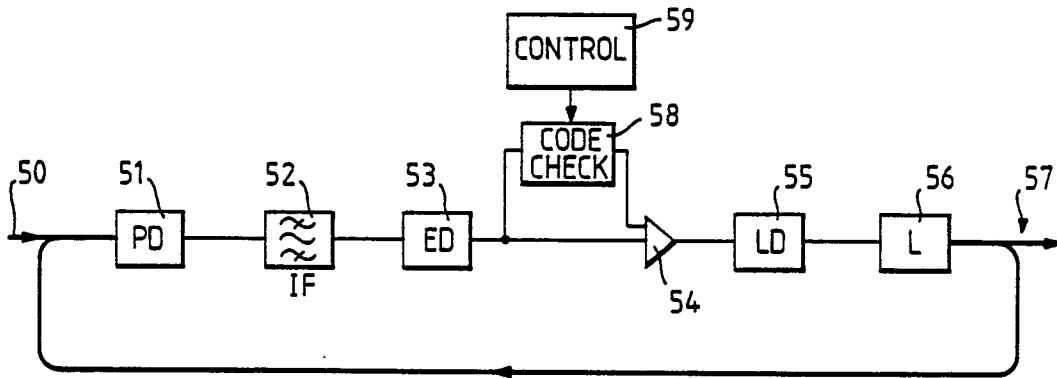 59
CONTROL
58
CODE
CHECK
50
51
52
53
55
56
57
PD
ED
LD
L
54
IF